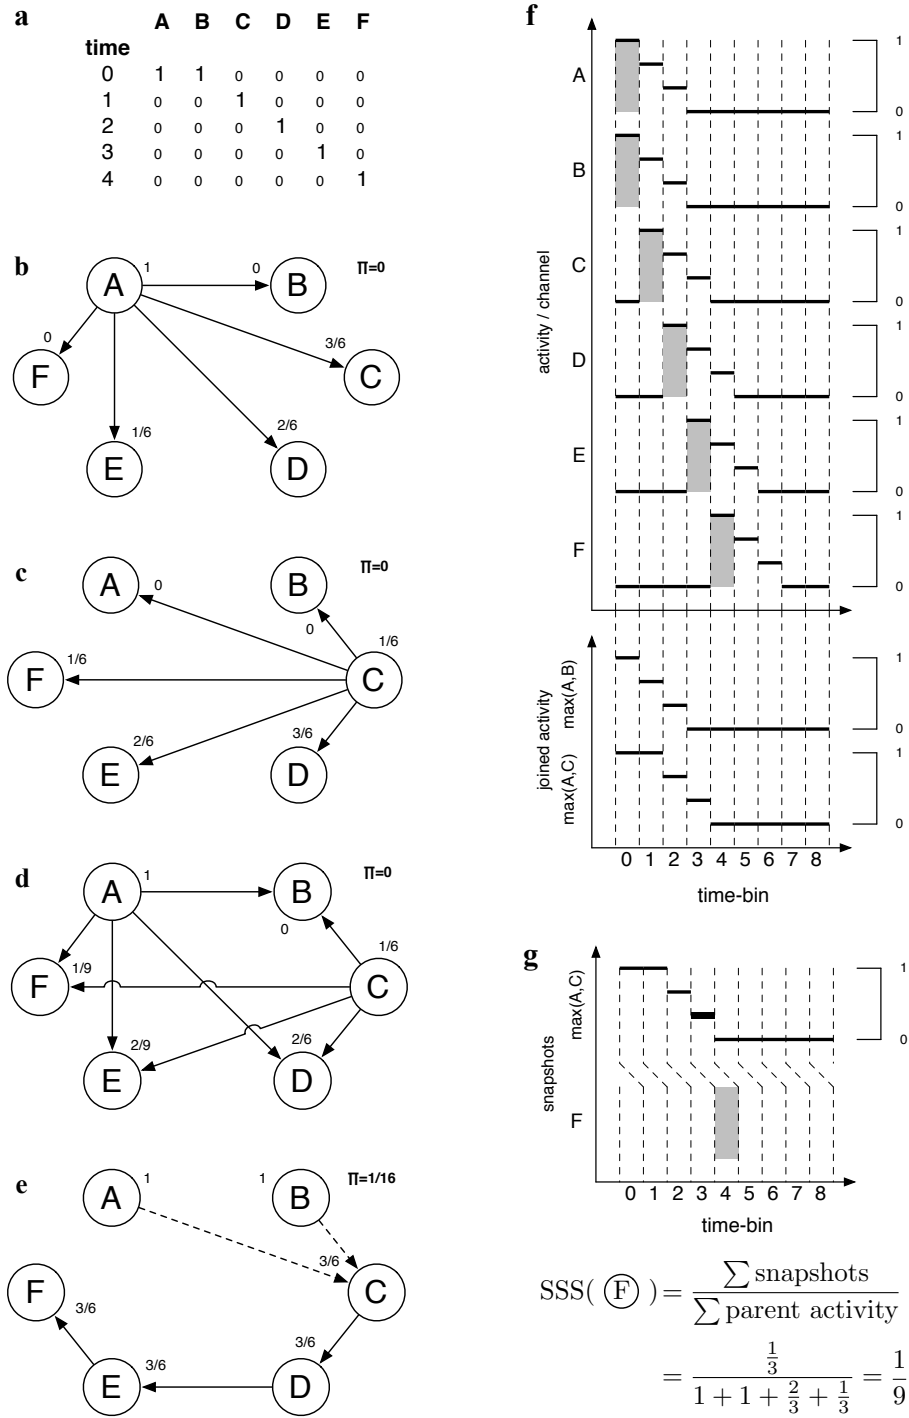 a
A B C D E F
time
0 1 1 0 0 0 0
1 0 0 1 0 0 0
2 0 0 0 1 0 0
3 0 0 0 0 1 0
4 0 0 0 0 0 1
b
A 1 0 B ∏=0
0 F 3/6 C
1/6 E 2/6 D
c
A 0 B 0 ∏=0
F 1/6 1/6 C
E 2/6 3/6 D
d
A 1 B 0 ∏=0
F 1/9 1/6 C
E 2/9 2/6 D
e
A 1 1 B ∏=1/16
F 3/6 3/6 C
E 3/6 3/6 D
f
activity / channel
A 1 0
B 1 0
C 1 0
D 1 0
E 1 0
F 1 0
joined activity
max(A,B) 1 0
max(A,C) 1 0
0 1 2 3 4 5 6 7 8
time-bin
g
snapshots
max(A,C) 1 0
F
0 1 2 3 4 5 6 7 8
time-bin
SSS( F ) = ∑ snapshots / ∑ parent activity
= 1/3 / 1 + 1 + 2/3 + 1/3 = 1/9